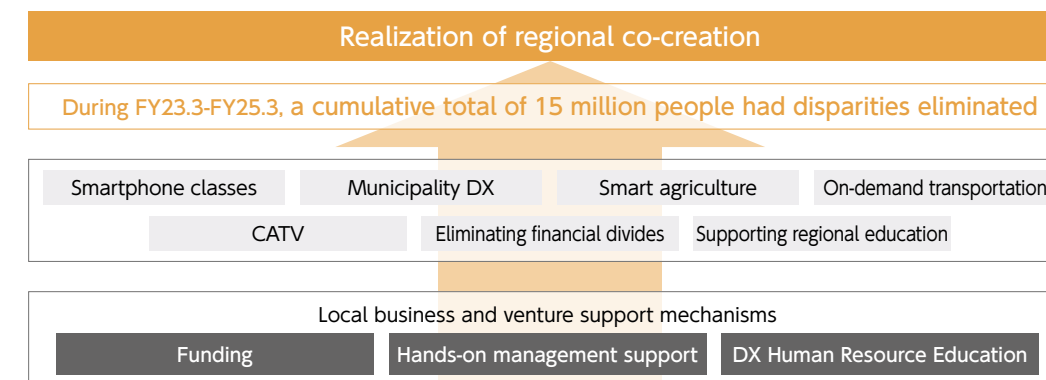 Realization of regional co-creation
During FY23.3-FY25.3, a cumulative total of 15 million people had disparities eliminated
Smartphone classes
Municipality DX
Smart agriculture
On-demand transportation
CATV
Eliminating financial divides
Supporting regional education
Local business and venture support mechanisms
Funding
Hands-on management support
DX Human Resource Education